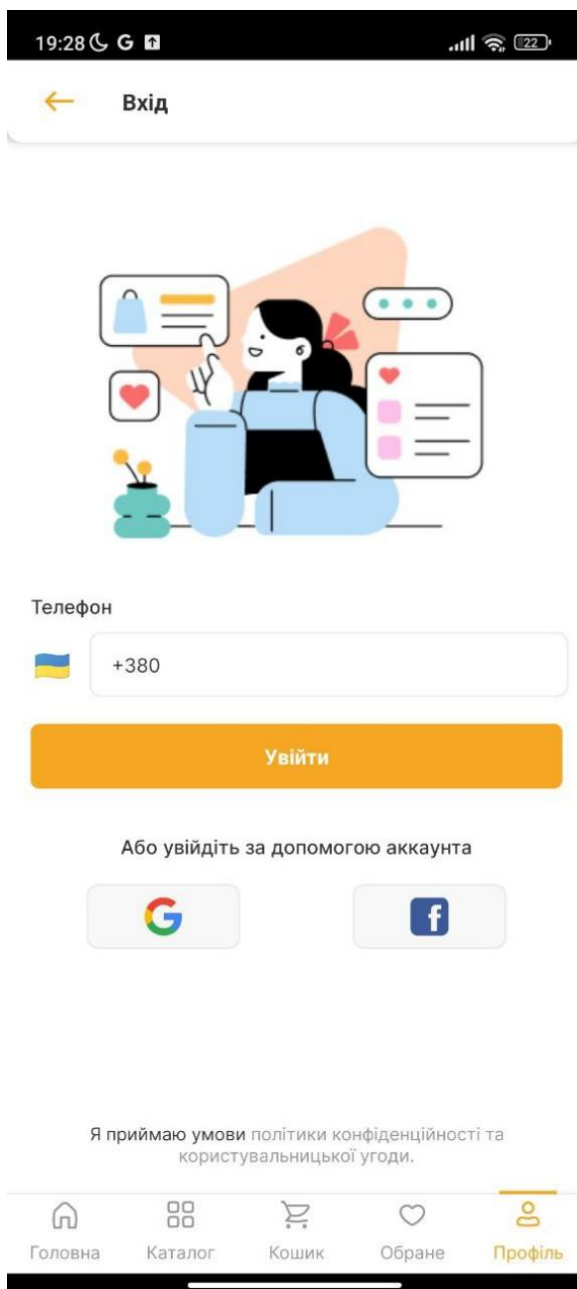 19:28 G 22
Вхід
Телефон
+380
Увійти
Або увійдіть за допомогою аккаунта
G f
Я приймаю умови політики конфіденційності та
користувальницької угоди.
Головна Каталог Кошик Обране Профіль